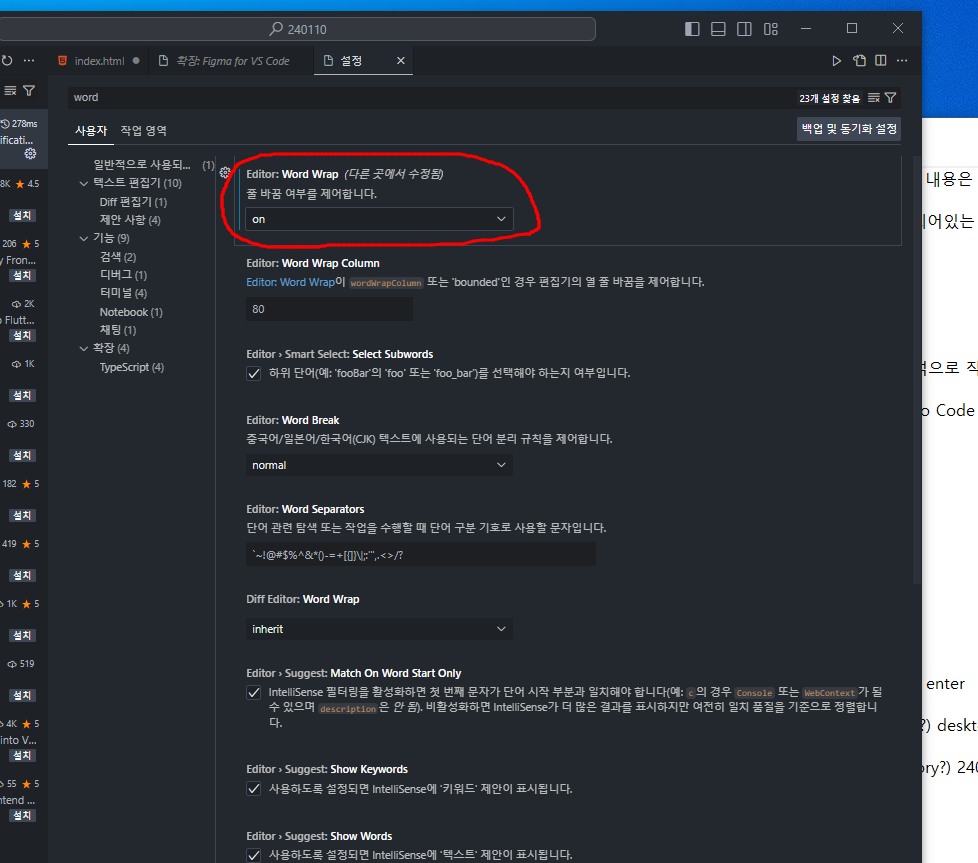 240110
index.html
확장: Figma for VS Code
설정
word
23개 설정 찾음
사용자
작업 영역
백업 및 동기화 설정
278ms
ificati...
8K ★ 4.5
설치
206 ★ 5
y Fron...
설치
2K
o Flutt...
설치
1K
설치
330
설치
182 ★ 5
설치
419 ★ 5
설치
1K ★ 5
설치
519
설치
4K ★ 5
into V...
설치
55 ★ 5
ntend ...
설치
일반적으로 사용되... (1)
텍스트 편집기 (10)
Diff 편집기 (1)
제안 사항 (4)
기능 (9)
검색 (2)
디버그 (1)
터미널 (4)
Notebook (1)
채팅 (1)
확장 (4)
TypeScript (4)
Editor: Word Wrap (다른 곳에서 수정됨)
줄 바꿈 여부를 제어합니다.
on
Editor: Word Wrap Column
Editor: Word Wrap이 wordWrapColumn 또는 'bounded'인 경우 편집기의 열 줄 바꿈을 제어합니다.
80
Editor › Smart Select: Select Subwords
하위 단어(예: 'fooBar'의 'foo' 또는 'foo_bar')를 선택해야 하는지 여부입니다.
Editor: Word Break
중국어/일본어/한국어(CJK) 텍스트에 사용되는 단어 분리 규칙을 제어합니다.
normal
Editor: Word Separators
단어 관련 탐색 또는 작업을 수행할 때 단어 구분 기호로 사용할 문자입니다.
`~!@#$%^&*()-=+[{]}\|;:'",.<>/?
Diff Editor: Word Wrap
inherit
Editor › Suggest: Match On Word Start Only
IntelliSense 필터링을 활성화하면 첫 번째 문자가 단어 시작 부분과 일치해야 합니다(예: c의 경우 Console 또는 WebContext가 될
수 있으며 description은 안 됨). 비활성화하면 IntelliSense가 더 많은 결과를 표시하지만 여전히 일치 품질을 기준으로 정렬합니
다.
Editor › Suggest: Show Keywords
사용하도록 설정되면 IntelliSense에 '키워드' 제안이 표시됩니다.
Editor › Suggest: Show Words
사용하도록 설정되면 IntelliSense에 '텍스트' 제안이 표시됩니다.
내용은
어있는
으로
o Code
enter
?) deskt
ory?) 240